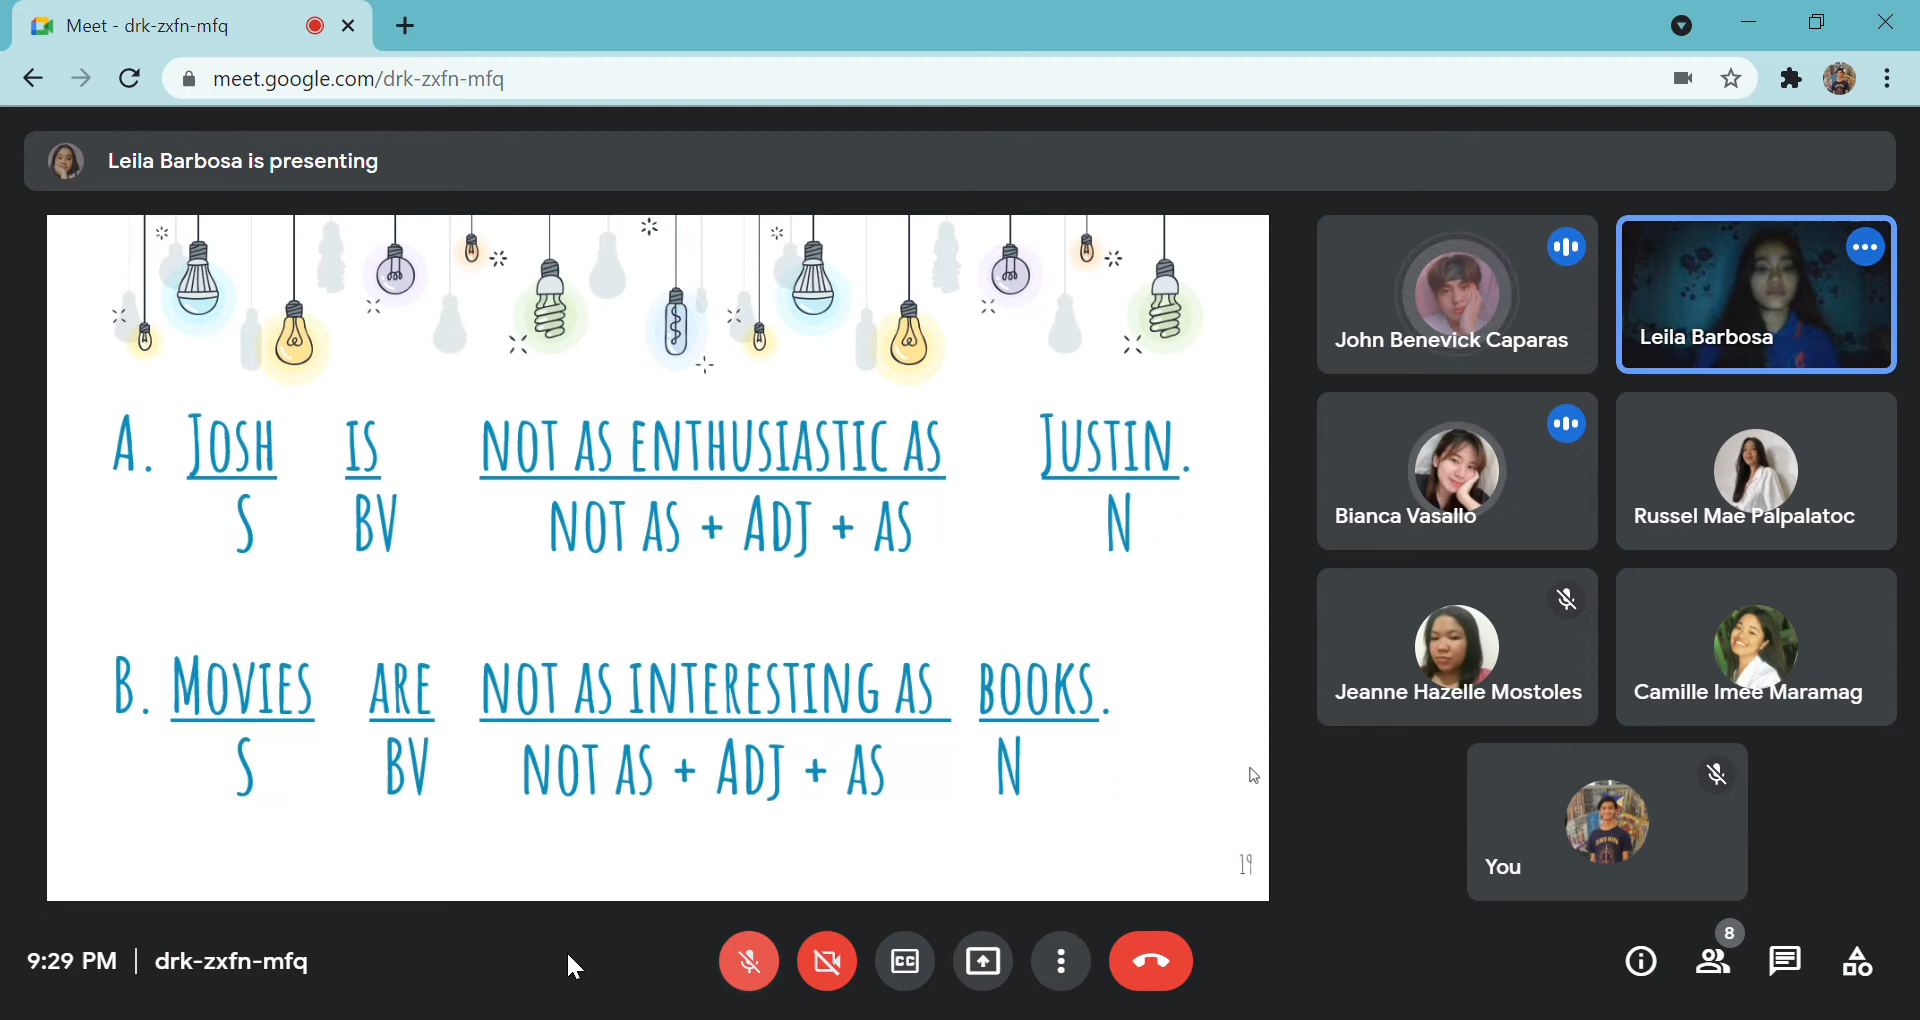 Meet - drk-zxfn-mfq
meet.google.com/drk-zxfn-mfq
Leila Barbosa is presenting
A. JOSH IS NOT AS ENTHUSIASTIC AS JUSTIN.
S BV NOT AS + ADJ + AS N
B. MOVIES ARE NOT AS INTERESTING AS BOOKS.
S BV NOT AS + ADJ + AS N
19
John Benevick Caparas
Leila Barbosa
Bianca Vasallo
Russel Mae Palpalatoc
Jeanne Hazelle Mostoles
Camille Imee Maramag
You
9:29 PM | drk-zxfn-mfq
CC
8